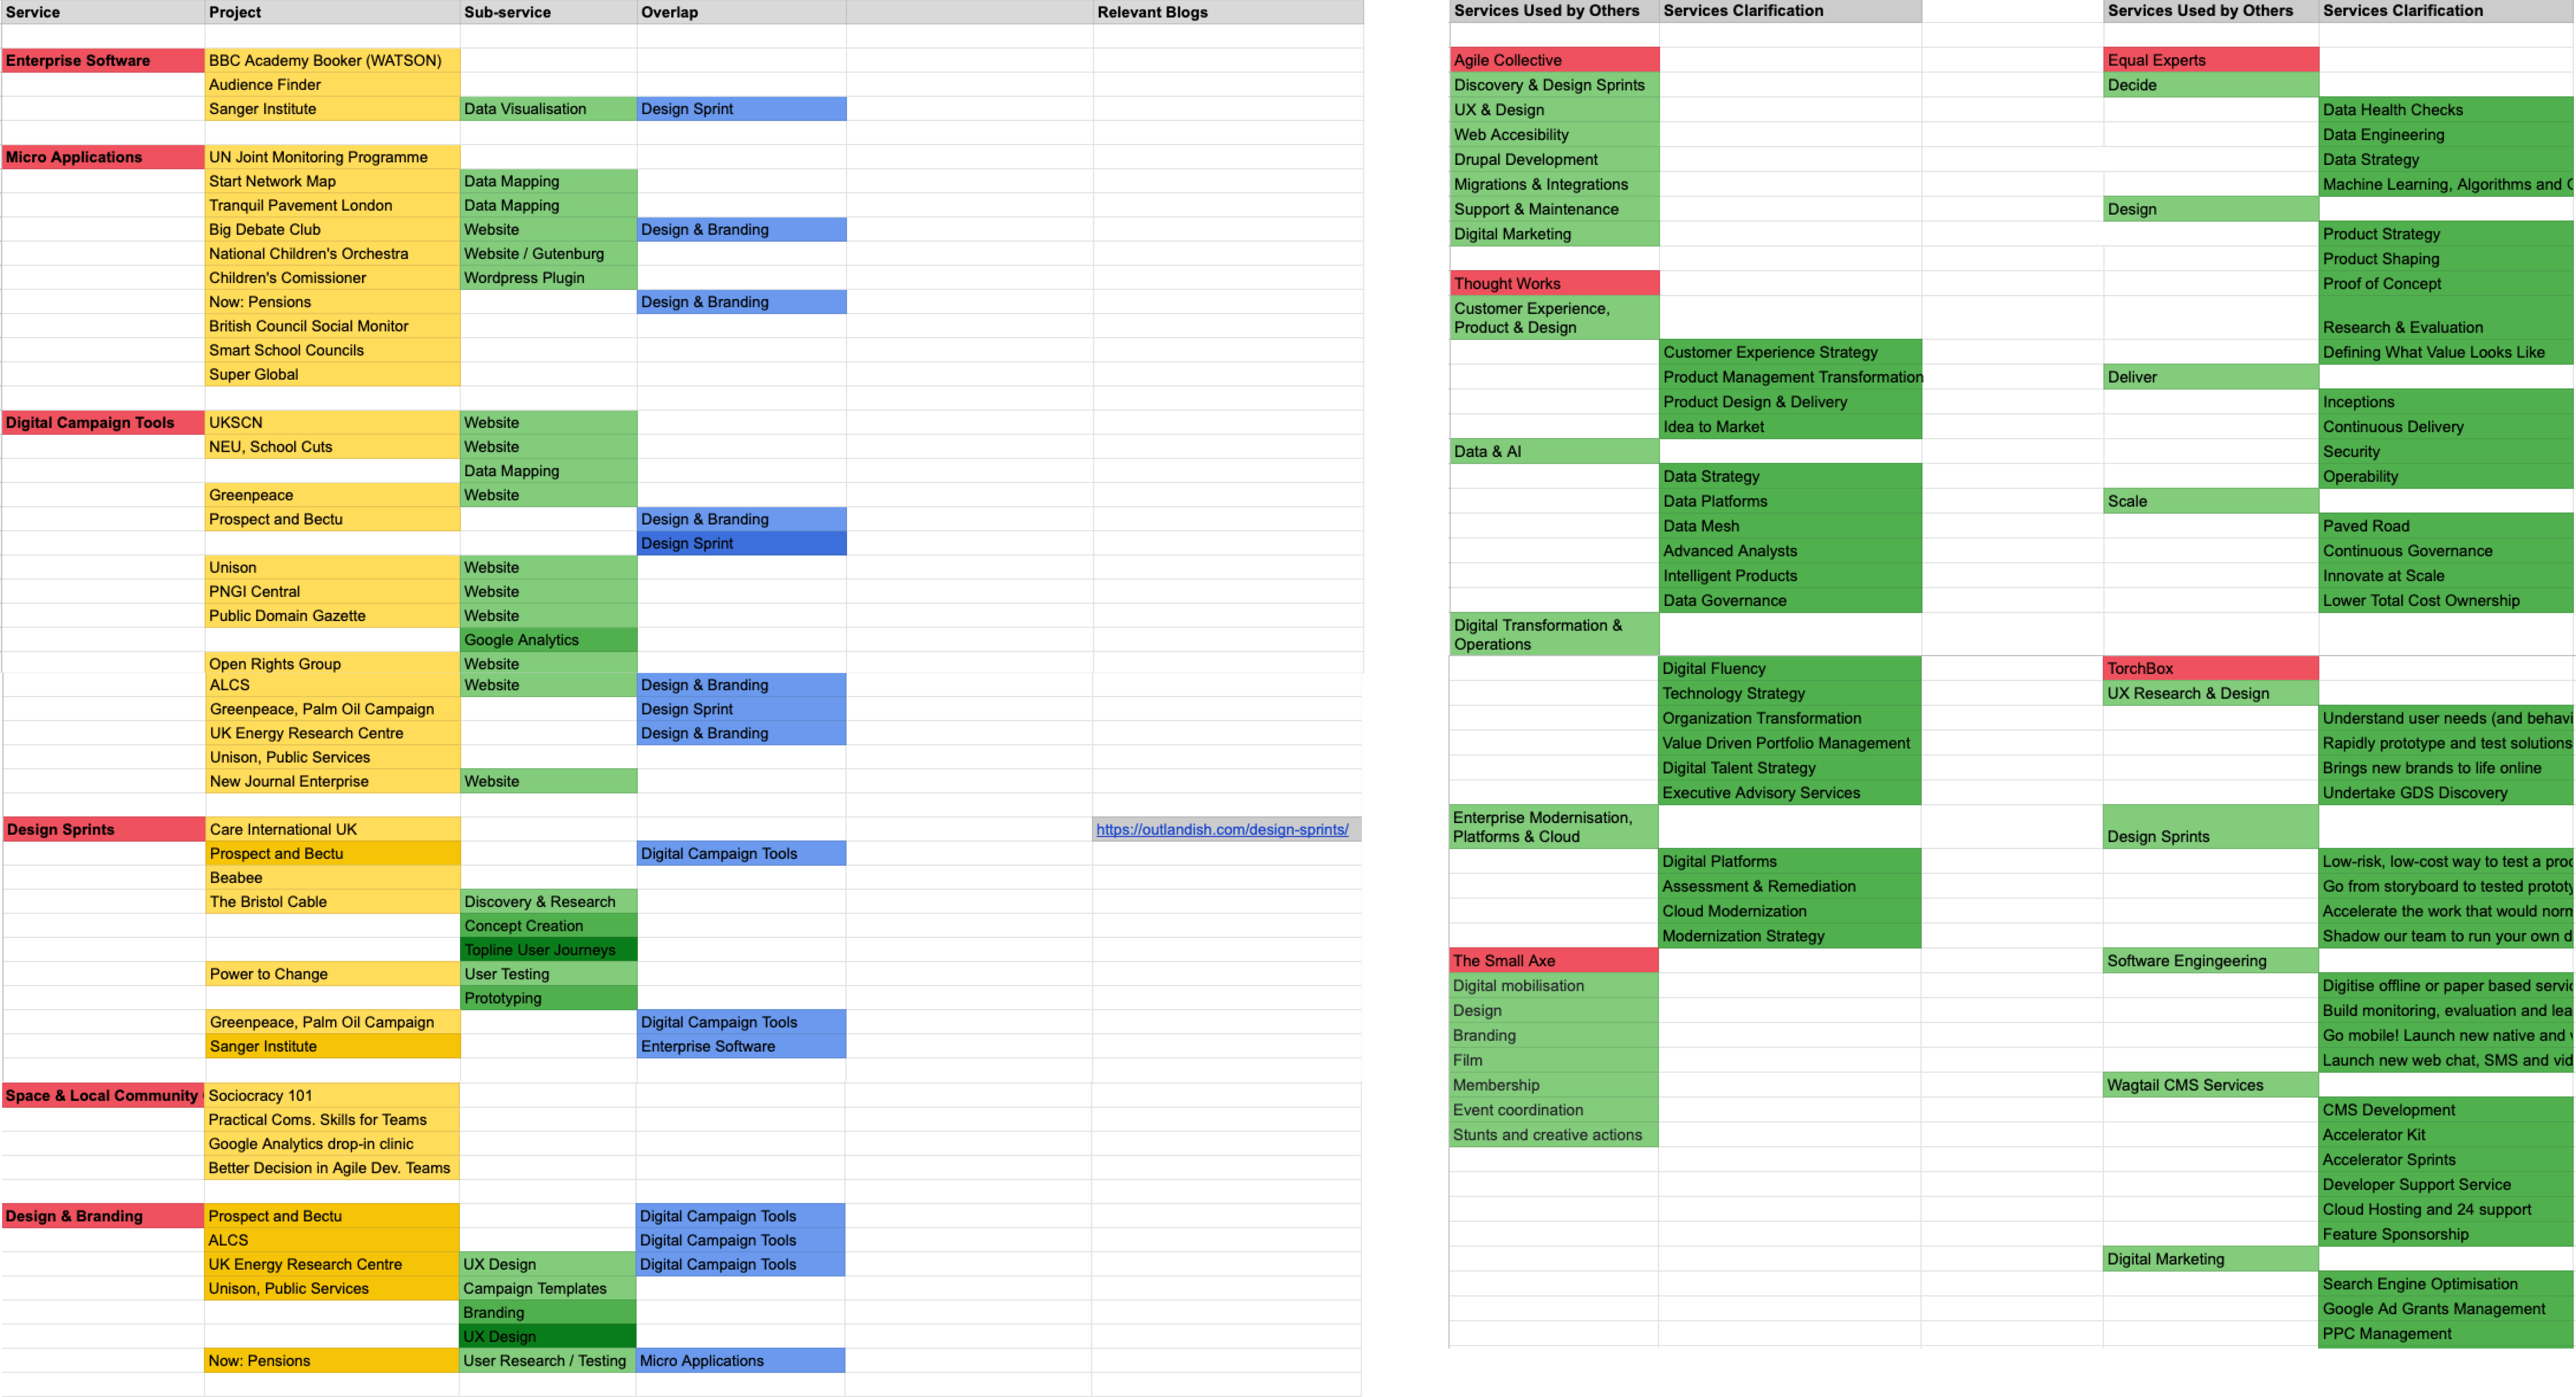 Service Project Sub-service Overlap Relevant Blogs
Enterprise Software BBC Academy Booker (WATSON)
Audience Finder
Sanger Institute Data Visualisation Design Sprint
Micro Applications UN Joint Monitoring Programme
Start Network Map Data Mapping
Tranquil Pavement London Data Mapping
Big Debate Club Website Design & Branding
National Children's Orchestra Website / Gutenburg
Children's Comissioner Wordpress Plugin
Now: Pensions Design & Branding
British Council Social Monitor
Smart School Councils
Super Global
Digital Campaign Tools UKSCN Website
NEU, School Cuts Website
Data Mapping
Greenpeace Website
Prospect and Bectu Design & Branding
Design Sprint
Unison Website
PNGI Central Website
Public Domain Gazette Website
Google Analytics
Open Rights Group Website
ALCS Website Design & Branding
Greenpeace, Palm Oil Campaign Design Sprint
UK Energy Research Centre Design & Branding
Unison, Public Services
New Journal Enterprise Website
Design Sprints Care International UK https://outlandish.com/design-sprints/
Prospect and Bectu Digital Campaign Tools
Beabee
The Bristol Cable Discovery & Research
Concept Creation
Topline User Journeys
Power to Change User Testing
Prototyping
Greenpeace, Palm Oil Campaign Digital Campaign Tools
Sanger Institute Enterprise Software
Space & Local Community Sociocracy 101
Practical Coms. Skills for Teams
Google Analytics drop-in clinic
Better Decision in Agile Dev. Teams
Design & Branding Prospect and Bectu Digital Campaign Tools
ALCS Digital Campaign Tools
UK Energy Research Centre UX Design Digital Campaign Tools
Unison, Public Services Campaign Templates
Branding
UX Design
Now: Pensions User Research / Testing Micro Applications
Services Used by Others Services Clarification
Agile Collective
Discovery & Design Sprints
UX & Design
Web Accesibility
Drupal Development
Migrations & Integrations
Support & Maintenance
Digital Marketing
Thought Works
Customer Experience,
Product & Design
Customer Experience Strategy
Product Management Transformation
Product Design & Delivery
Idea to Market
Data & AI
Data Strategy
Data Platforms
Data Mesh
Advanced Analysts
Intelligent Products
Data Governance
Digital Transformation &
Operations
Digital Fluency
Technology Strategy
Organization Transformation
Value Driven Portfolio Management
Digital Talent Strategy
Executive Advisory Services
Enterprise Modernisation,
Platforms & Cloud
Digital Platforms
Assessment & Remediation
Cloud Modernization
Modernization Strategy
The Small Axe
Digital mobilisation
Design
Branding
Film
Membership
Event coordination
Stunts and creative actions
Services Used by Others Services Clarification
Equal Experts
Decide
Data Health Checks
Data Engineering
Data Strategy
Machine Learning, Algorithms and
Design
Product Strategy
Product Shaping
Proof of Concept
Research & Evaluation
Defining What Value Looks Like
Deliver
Inceptions
Continuous Delivery
Security
Operability
Scale
Paved Road
Continuous Governance
Innovate at Scale
Lower Total Cost Ownership
TorchBox
UX Research & Design
Understand user needs (and behavi
Rapidly prototype and test solutions
Brings new brands to life online
Undertake GDS Discovery
Design Sprints
Low-risk, low-cost way to test a proc
Go from storyboard to tested prototy
Accelerate the work that would norn
Shadow our team to run your own d
Software Engingeering
Digitise offline or paper based servic
Build monitoring, evaluation and lea
Go mobile! Launch new native and
Launch new web chat, SMS and vid
Wagtail CMS Services
CMS Development
Accelerator Kit
Accelerator Sprints
Developer Support Service
Cloud Hosting and 24 support
Feature Sponsorship
Digital Marketing
Search Engine Optimisation
Google Ad Grants Management
PPC Management